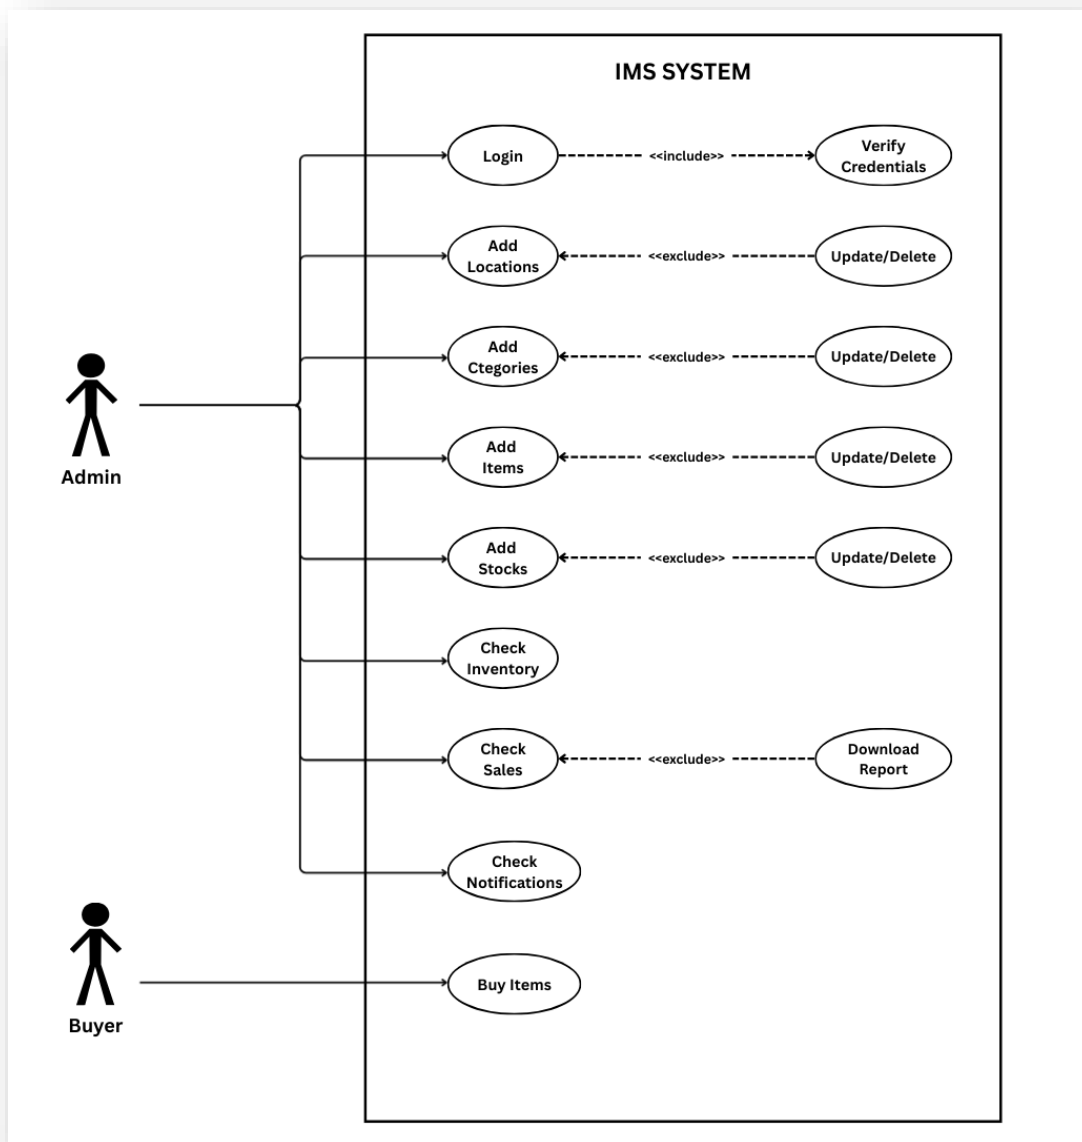 IMS SYSTEM
Login
<<include>>
Verify
Credentials
Add
Locations
<<exclude>>
Update/Delete
Add
Ctegories
<<exclude>>
Update/Delete
Admin
Add
Items
<<exclude>>
Update/Delete
Add
Stocks
<<exclude>>
Update/Delete
Check
Inventory
Check
Sales
<<exclude>>
Download
Report
Check
Notifications
Buyer
Buy Items